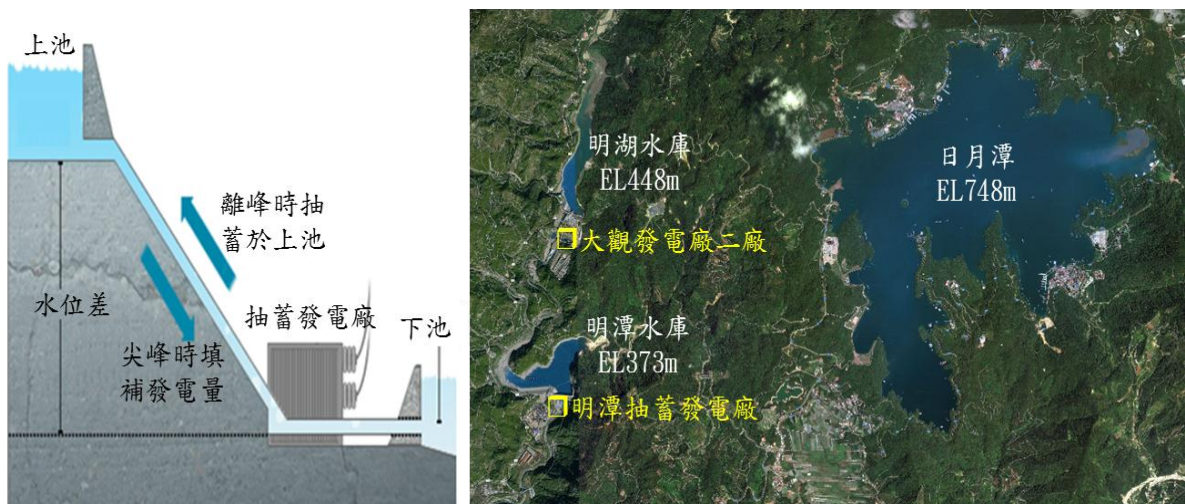 上池
離峰時抽
蓄於上池
水位差
抽蓄發電廠
下池
尖峰時填
補發電量
明湖水庫
EL448m
大觀發電廠二廠
日月潭
EL748m
明潭水庫
EL373m
明潭抽蓄發電廠